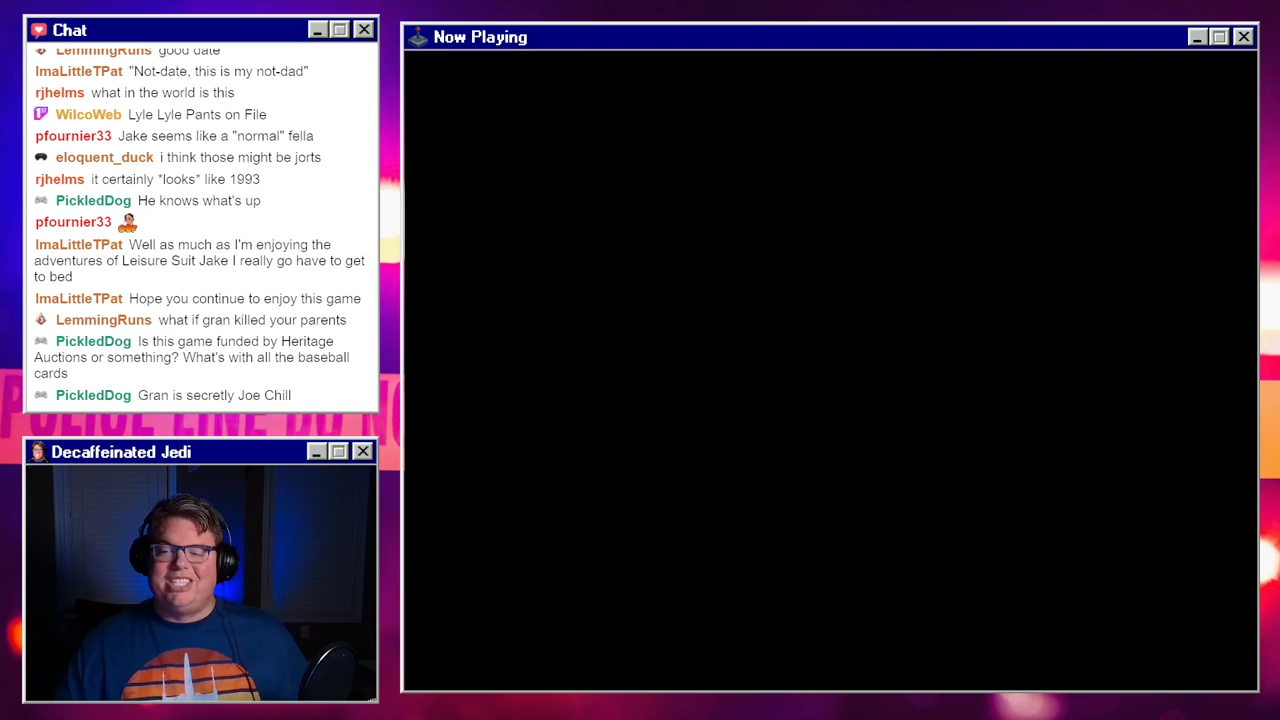 Chat
LemmingRuns good date
ImaLittleTPat "Not-date, this is my not-dad"
rjhelms what in the world is this
WilcoWeb Lyle Lyle Pants on File
pfournier33 Jake seems like a "normal" fella
eloquent_duck i think those might be jorts
rjhelms it certainly *looks* like 1993
PickledDog He knows what's up
pfournier33
ImaLittleTPat Well as much as I'm enjoying the
adventures of Leisure Suit Jake I really go have to get
to bed
ImaLittleTPat Hope you continue to enjoy this game
LemmingRuns what if gran killed your parents
PickledDog Is this game funded by Heritage
Auctions or something? What's with all the baseball
cards
PickledDog Gran is secretly Joe Chill
POLICE LINE DO NO
Decaffeinated Jedi
Now Playing